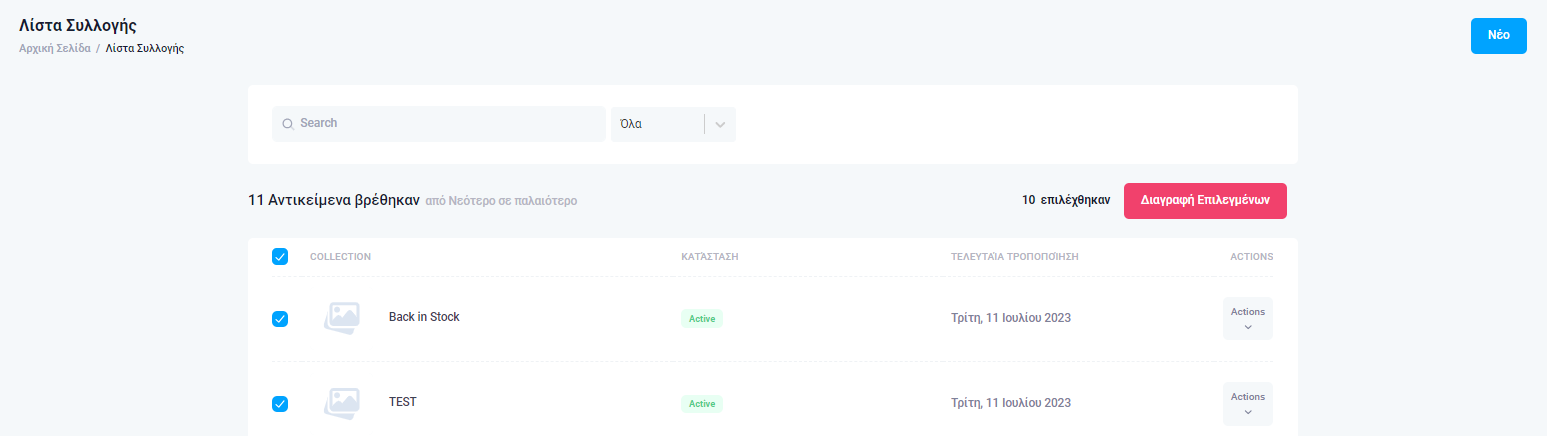 Λίστα Συλλογής
Αρχική Σελίδα / Λίστα Συλλογής
Νέο
Search
Όλα
11 Αντικείμενα βρέθηκαν από Νεότερο σε παλαιότερο
10 επιλέχθηκαν
Διαγραφή Επιλεγμένων
COLLECTION ΚΑΤΆΣΤΑΣΗ ΤΕΛΕΥΤΑΊΑ ΤΡΟΠΟΠΟΊΗΣΗ ACTIONS
Back in Stock Active Τρίτη, 11 Ιουλίου 2023 Actions
TEST Active Τρίτη, 11 Ιουλίου 2023 Actions